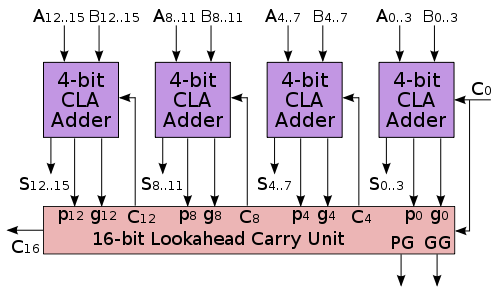 A12..15 B12..15 A8..11 B8..11 A4..7 B4..7 A0..3 B0..3
4-bit CLA Adder
4-bit CLA Adder
4-bit CLA Adder
4-bit CLA Adder
C0
S12..15 S8..11 S4..7 S0..3
p12 g12 C12 p8 g8 C8 p4 g4 C4 p0 g0
16-bit Lookahead Carry Unit PG GG
C16